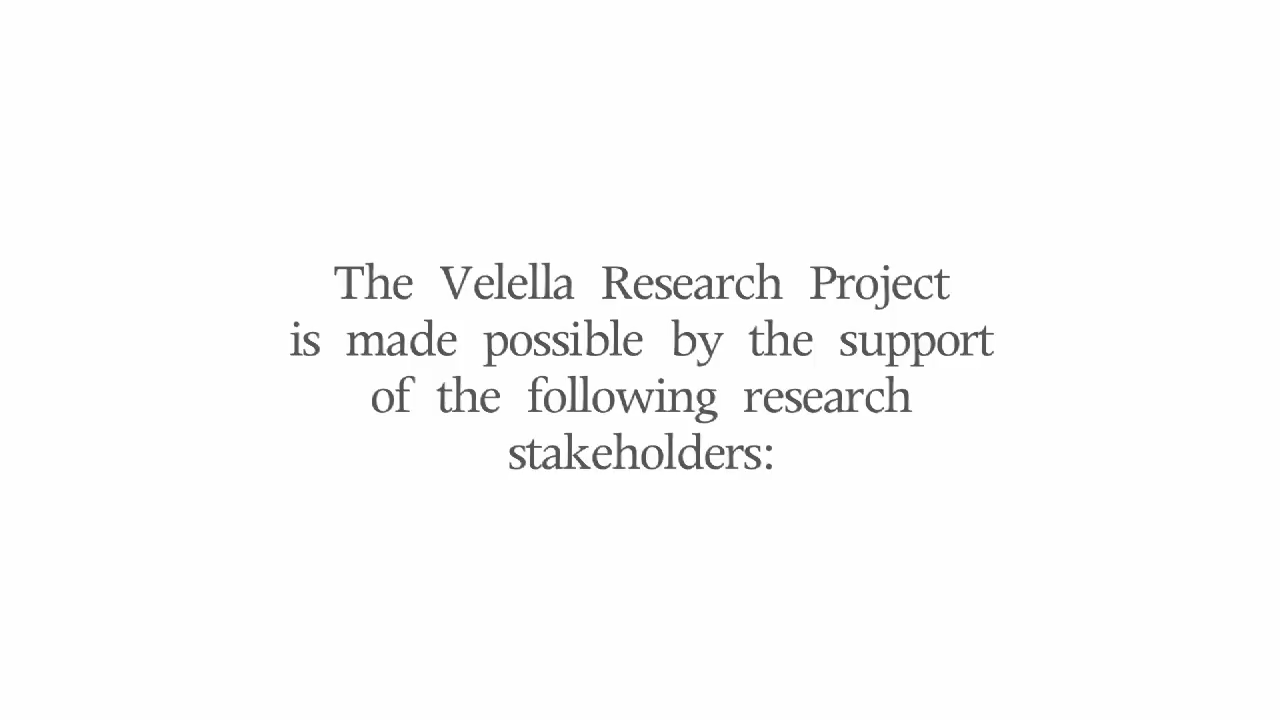 The Velella Research Project
is made possible by the support
of the following research
stakeholders: